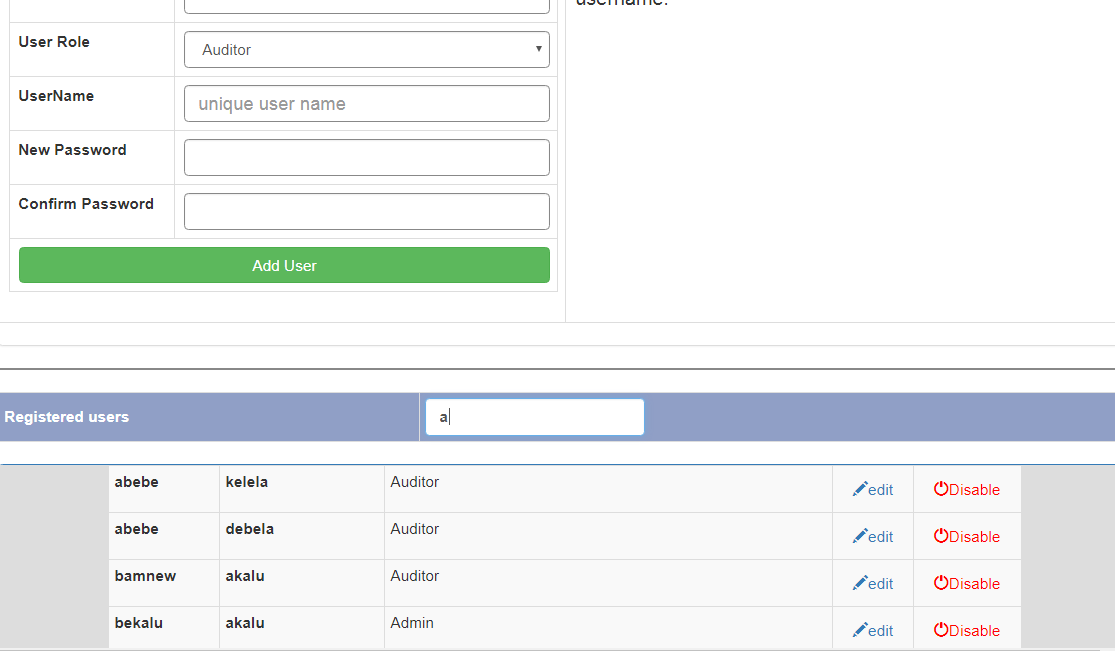 username.
User Role
Auditor
UserName
unique user name
New Password
Confirm Password
Add User
Registered users
a
abebe kelela Auditor edit Disable
abebe debela Auditor edit Disable
bamnew akalu Auditor edit Disable
bekalu akalu Admin edit Disable